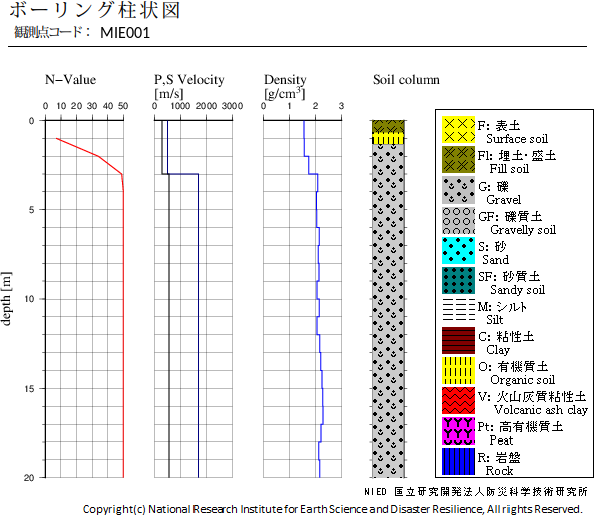 ボーリング柱状図
観測点コード： MIE001
N−Value
P,S Velocity
Density
Soil column
[m/s]
[g/cm3]
0 10 20 30 40 50
0 1000 2000 3000
0 1 2 3
0
5
10
15
20
depth [m]
F: 表土
Surface soil
Fl: 埋土・盛土
Fill soil
G: 礫
Gravel
GF: 礫質土
Gravelly soil
S: 砂
Sand
SF: 砂質土
Sandy soil
M: シルト
Silt
C: 粘性土
Clay
O: 有機質土
Organic soil
V: 火山灰質粘性土
Volcanic ash clay
Pt: 高有機質土
Peat
R: 岩盤
Rock
NIED 国立研究開発法人防災科学技術研究所
Copyright(c) National Research Institute for Earth Science and Disaster Resilience, All rights Reserved.